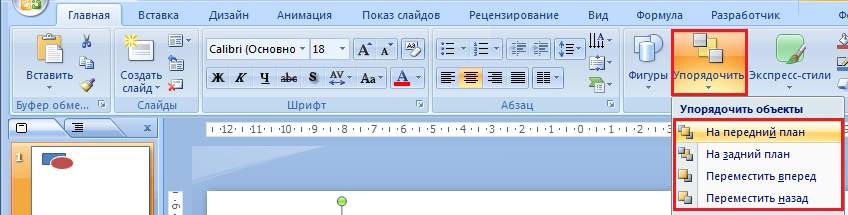 Главная Вставка Дизайн Анимация Показ слайдов Рецензирование Вид Формула Разработчик
Calibri (Основно 18
Вставить
Создать слайд
Ж К Ч abc S AV Aa А
Фигуры Упорядочить Экспресс-стили
Буфер обме... Слайды Шрифт Абзац
Упорядочить объекты
На передний план
На задний план
Переместить вперед
Переместить назад
12 11 10 9 8 7 6 5 4 3 2 1 0
1
6